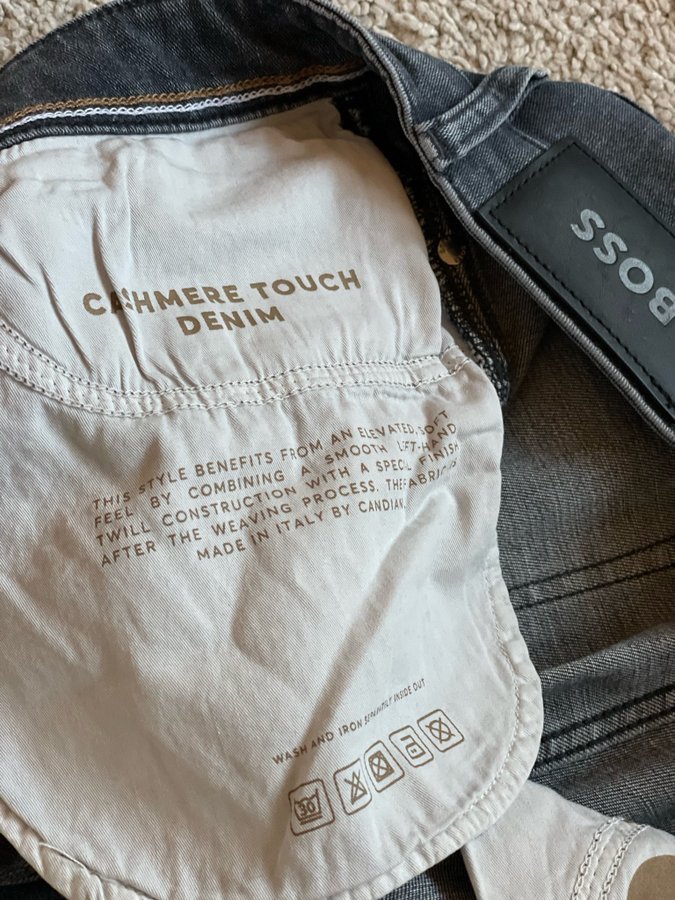 BOSS
CASHMERE TOUCH
DENIM
THIS STYLE BENEFITS FROM AN ELEVATED, SOFT
FEEL BY COMBINING A SMOOTH LEFT-HAND
TWILL CONSTRUCTION WITH A SPECIAL FINISH
AFTER THE WEAVING PROCESS. THE FABRIC IS
MADE IN ITALY BY CANDIANI.
WASH AND IRON SEPARATELY INSIDE OUT
30